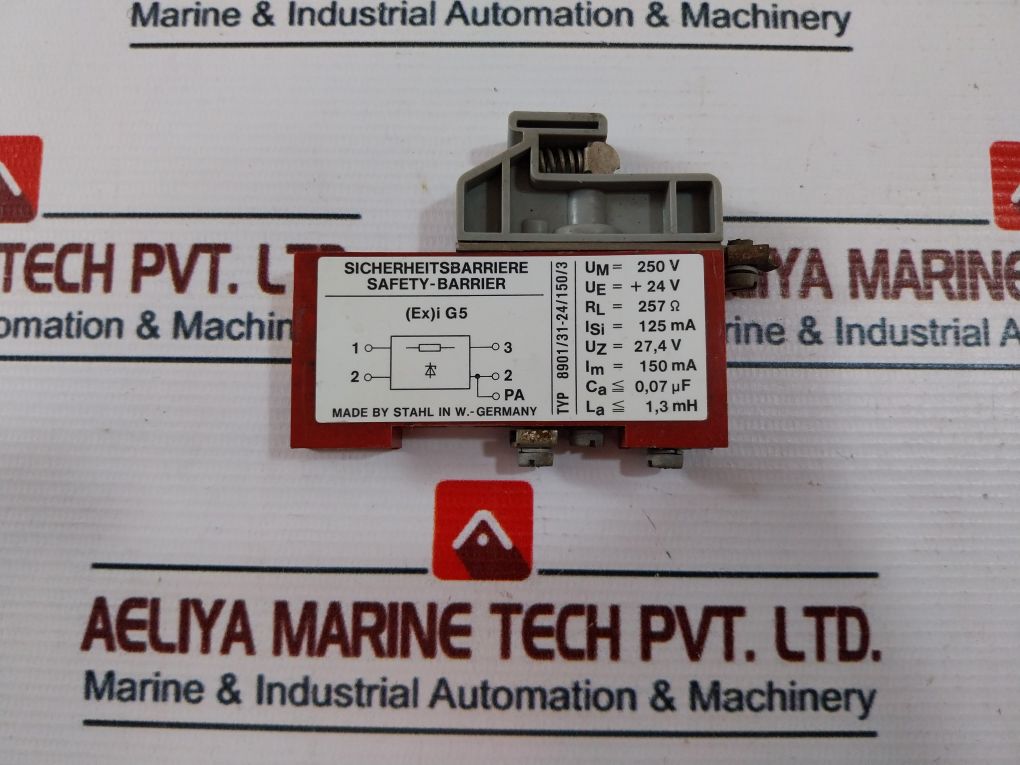 Marine & Industrial Automation & Machinery
TECH PVT. LTD.
omation & Machin
YA MARINE
ne & Industrial A
SICHERHEITSBARRIERE
SAFETY-BARRIER
(Ex)i G5
1 3
2 2
PA
MADE BY STAHL IN W.-GERMANY
TYP 8901/31-24/150/3
UM = 250 V
UE = + 24 V
RL = 257 Ω
ISi = 125 mA
UZ = 27,4 V
Im = 150 mA
Ca ≦ 0,07 µF
La ≦ 1,3 mH
AELIYA MARINE TECH PVT. LTD.
Marine & Industrial Automation & Machinery